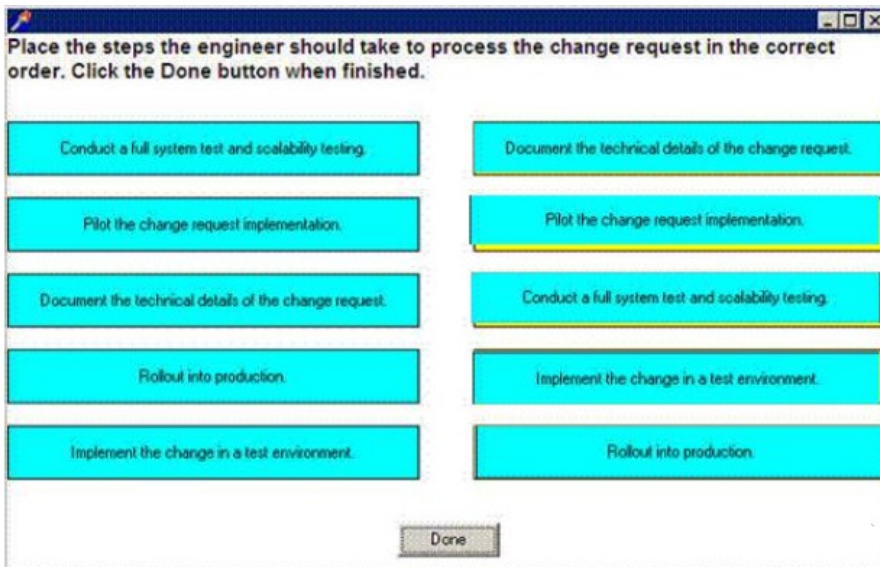 Place the steps the engineer should take to process the change request in the correct
order. Click the Done button when finished.
Conduct a full system test and scalability testing.
Document the technical details of the change request.
Pilot the change request implementation.
Pilot the change request implementation.
Document the technical details of the change request.
Conduct a full system test and scalability testing.
Rollout into production.
Implement the change in a test environment.
Implement the change in a test environment.
Rollout into production.
Done